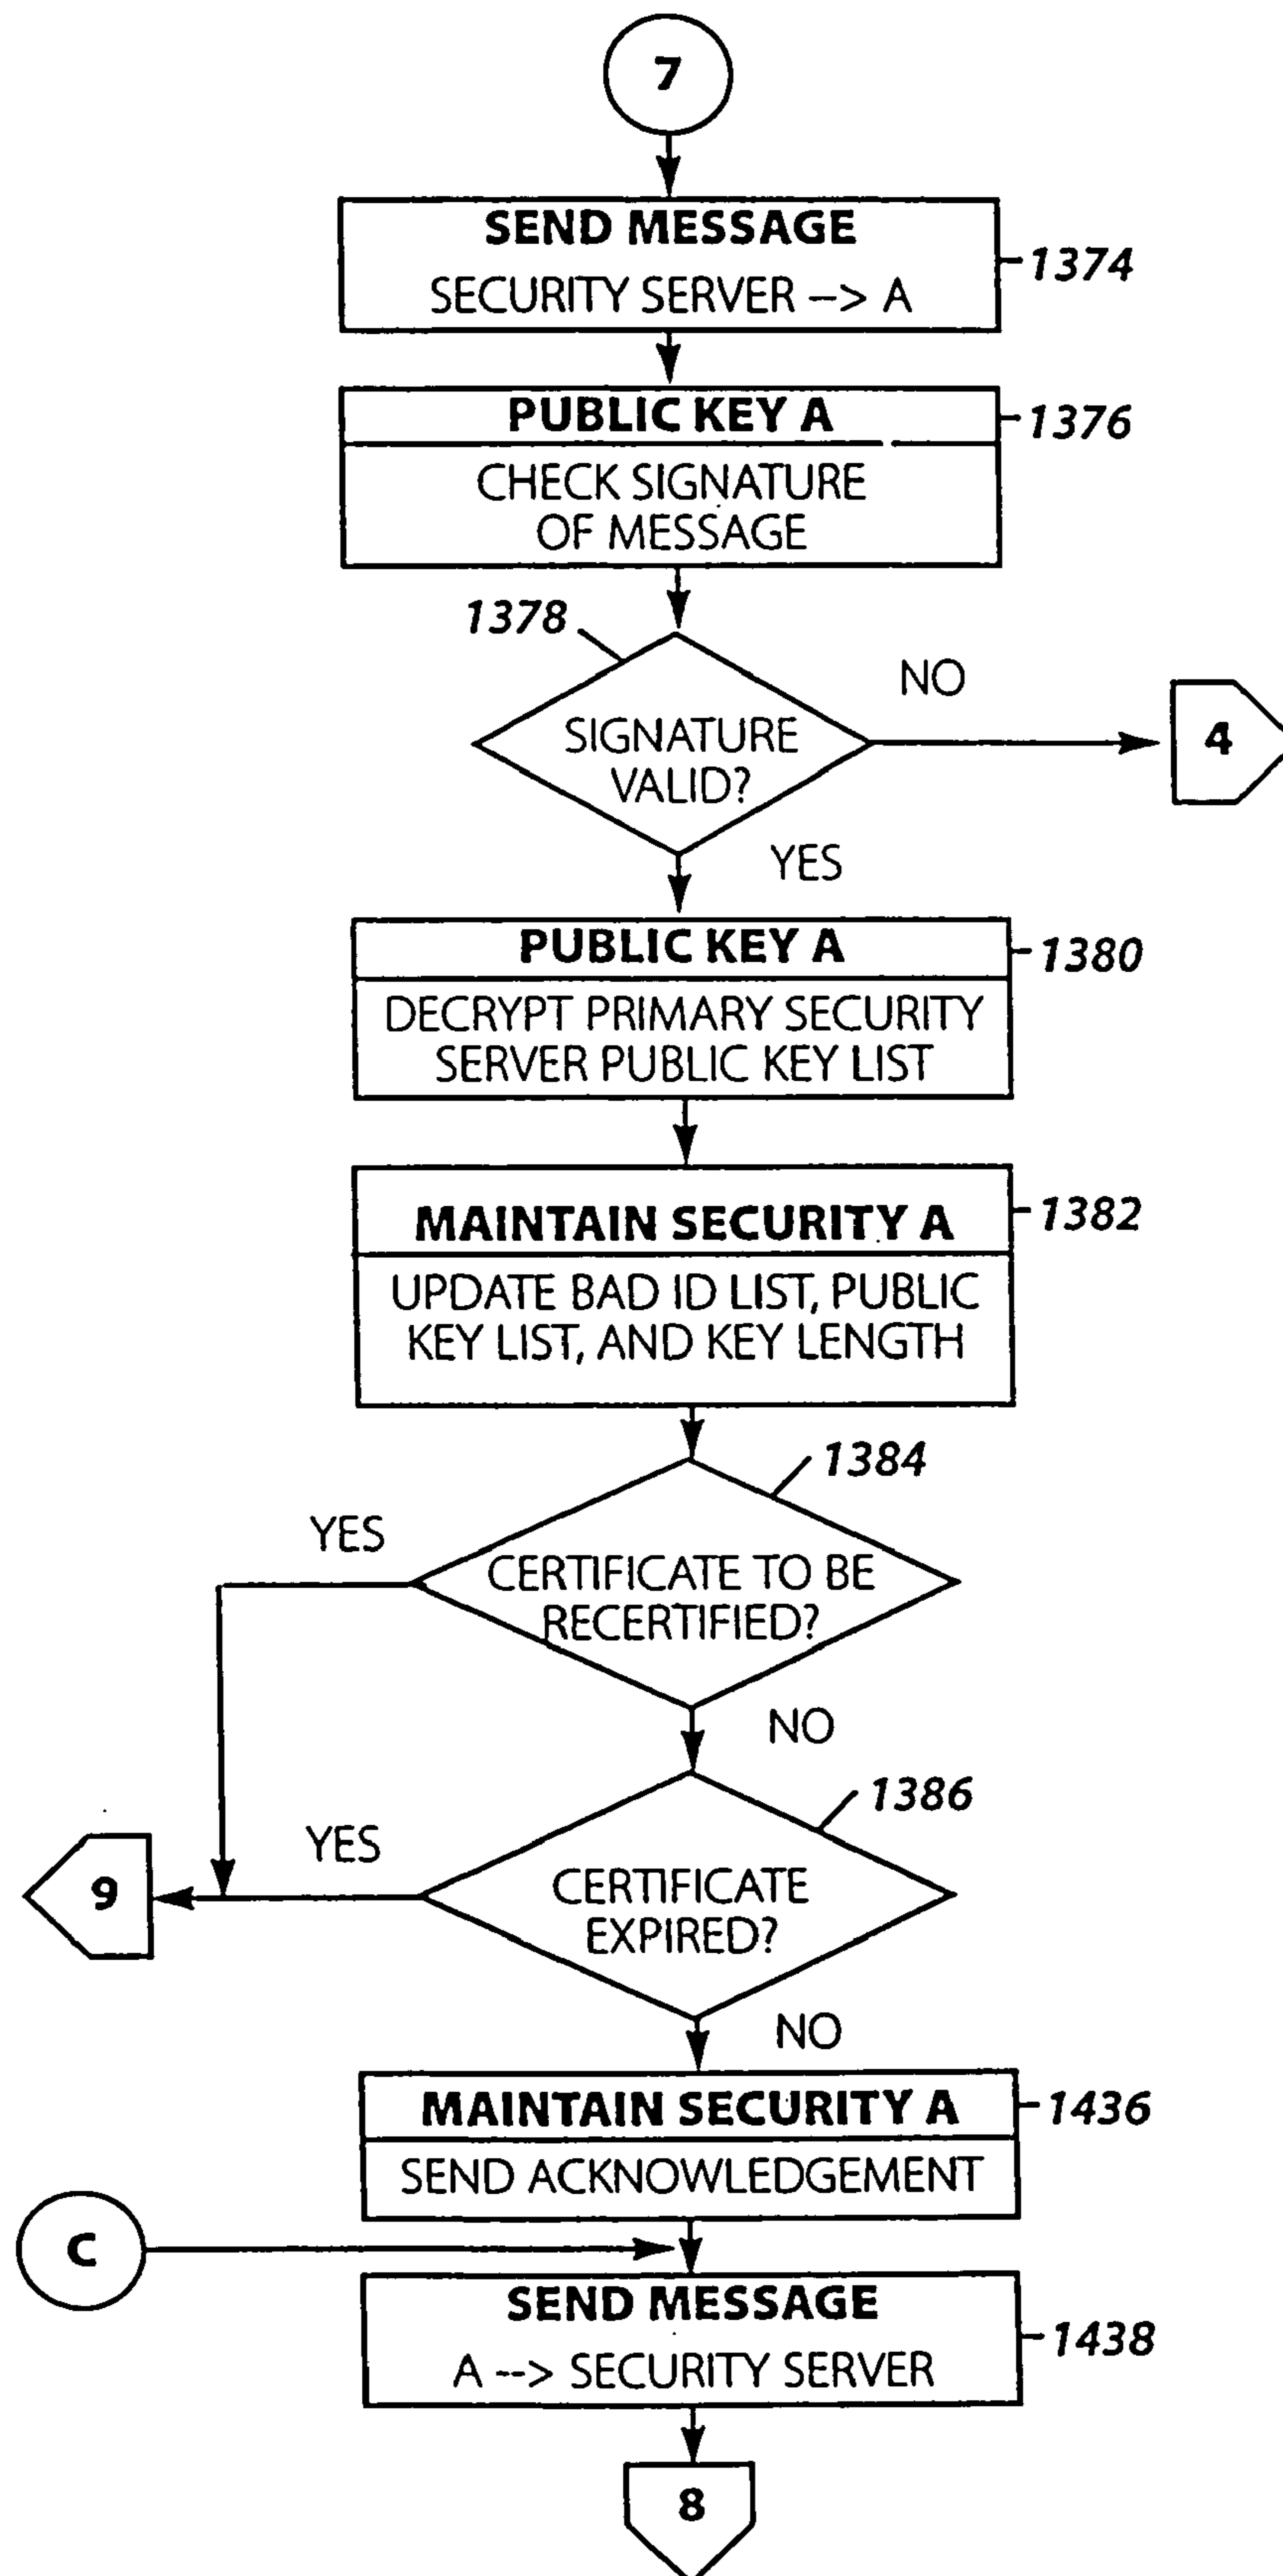 7
SEND MESSAGE
SECURITY SERVER –> A
1374
PUBLIC KEY A
1376
CHECK SIGNATURE
OF MESSAGE
1378
SIGNATURE
VALID?
NO
4
YES
PUBLIC KEY A
1380
DECRYPT PRIMARY SECURITY
SERVER PUBLIC KEY LIST
MAINTAIN SECURITY A
1382
UPDATE BAD ID LIST, PUBLIC
KEY LIST, AND KEY LENGTH
1384
YES
CERTIFICATE TO BE
RECERTIFIED?
NO
1386
YES
9
CERTIFICATE
EXPIRED?
NO
MAINTAIN SECURITY A
1436
SEND ACKNOWLEDGEMENT
C
SEND MESSAGE
A --> SECURITY SERVER
1438
8